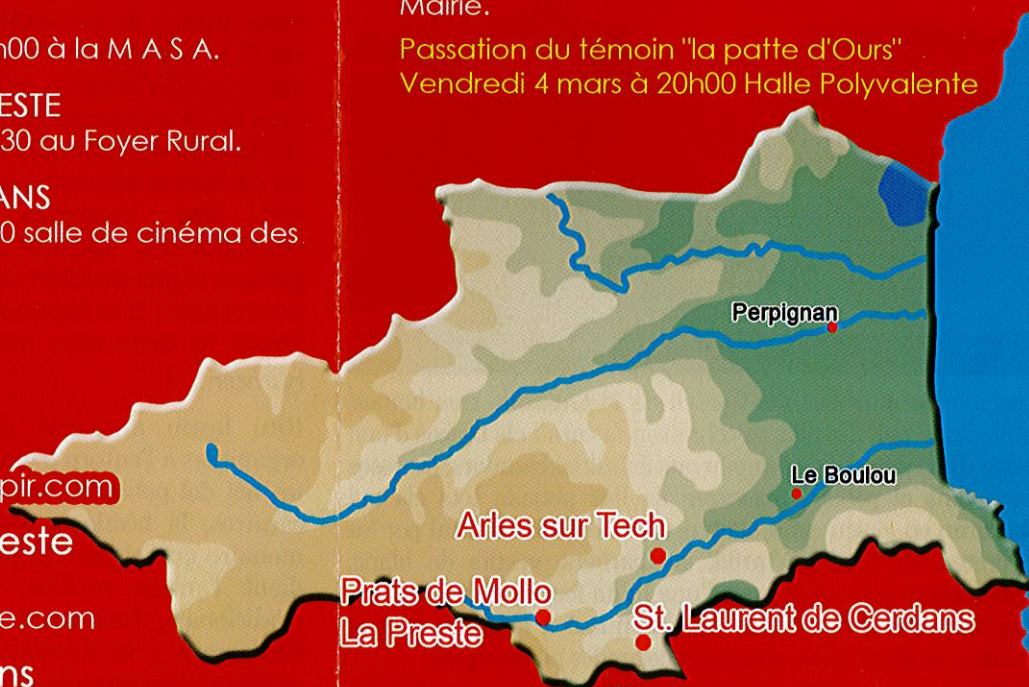 h00 à la M A S A.
ESTE
30 au Foyer Rural.
ANS
0 salle de cinéma des
pir.com
este
e.com
ns
Mairie.
Passation du témoin "la patte d'Ours"
Vendredi 4 mars à 20h00 Halle Polyvalente
Perpignan
Le Boulou
Arles sur Tech
Prats de Mollo
La Preste
St. Laurent de Cerdans